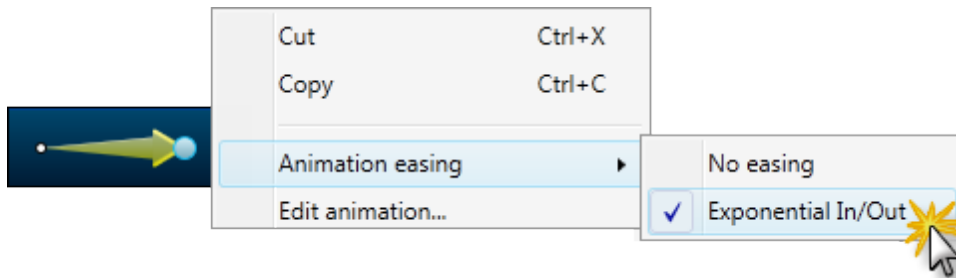 Cut Ctrl+X
Copy Ctrl+C
Animation easing
No easing
Edit animation...
Exponential In/Out